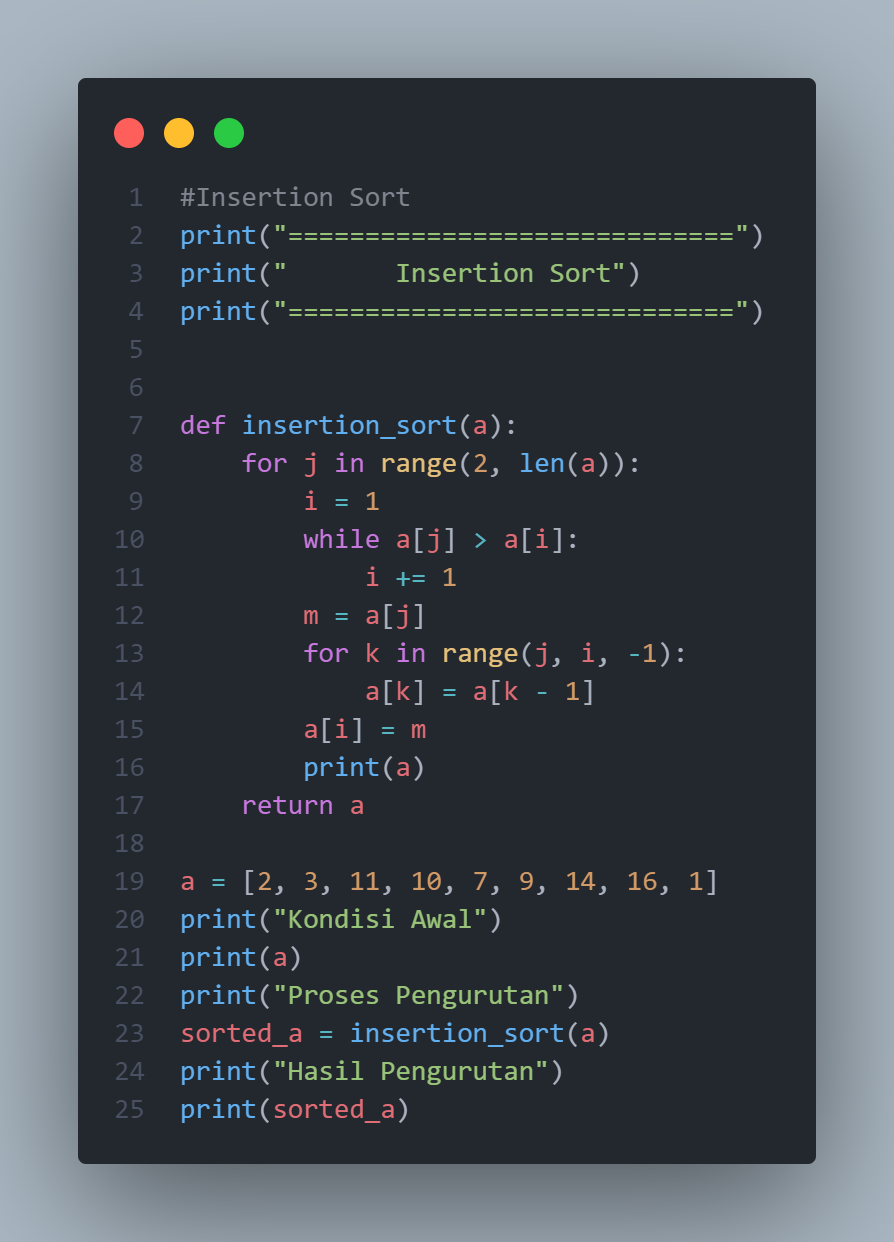 1 #Insertion Sort
2 print("=============================")
3 print("       Insertion Sort")
4 print("=============================")
5
6
7 def insertion_sort(a):
8     for j in range(2, len(a)):
9         i = 1
10         while a[j] > a[i]:
11             i += 1
12         m = a[j]
13         for k in range(j, i, -1):
14             a[k] = a[k - 1]
15         a[i] = m
16         print(a)
17     return a
18
19 a = [2, 3, 11, 10, 7, 9, 14, 16, 1]
20 print("Kondisi Awal")
21 print(a)
22 print("Proses Pengurutan")
23 sorted_a = insertion_sort(a)
24 print("Hasil Pengurutan")
25 print(sorted_a)